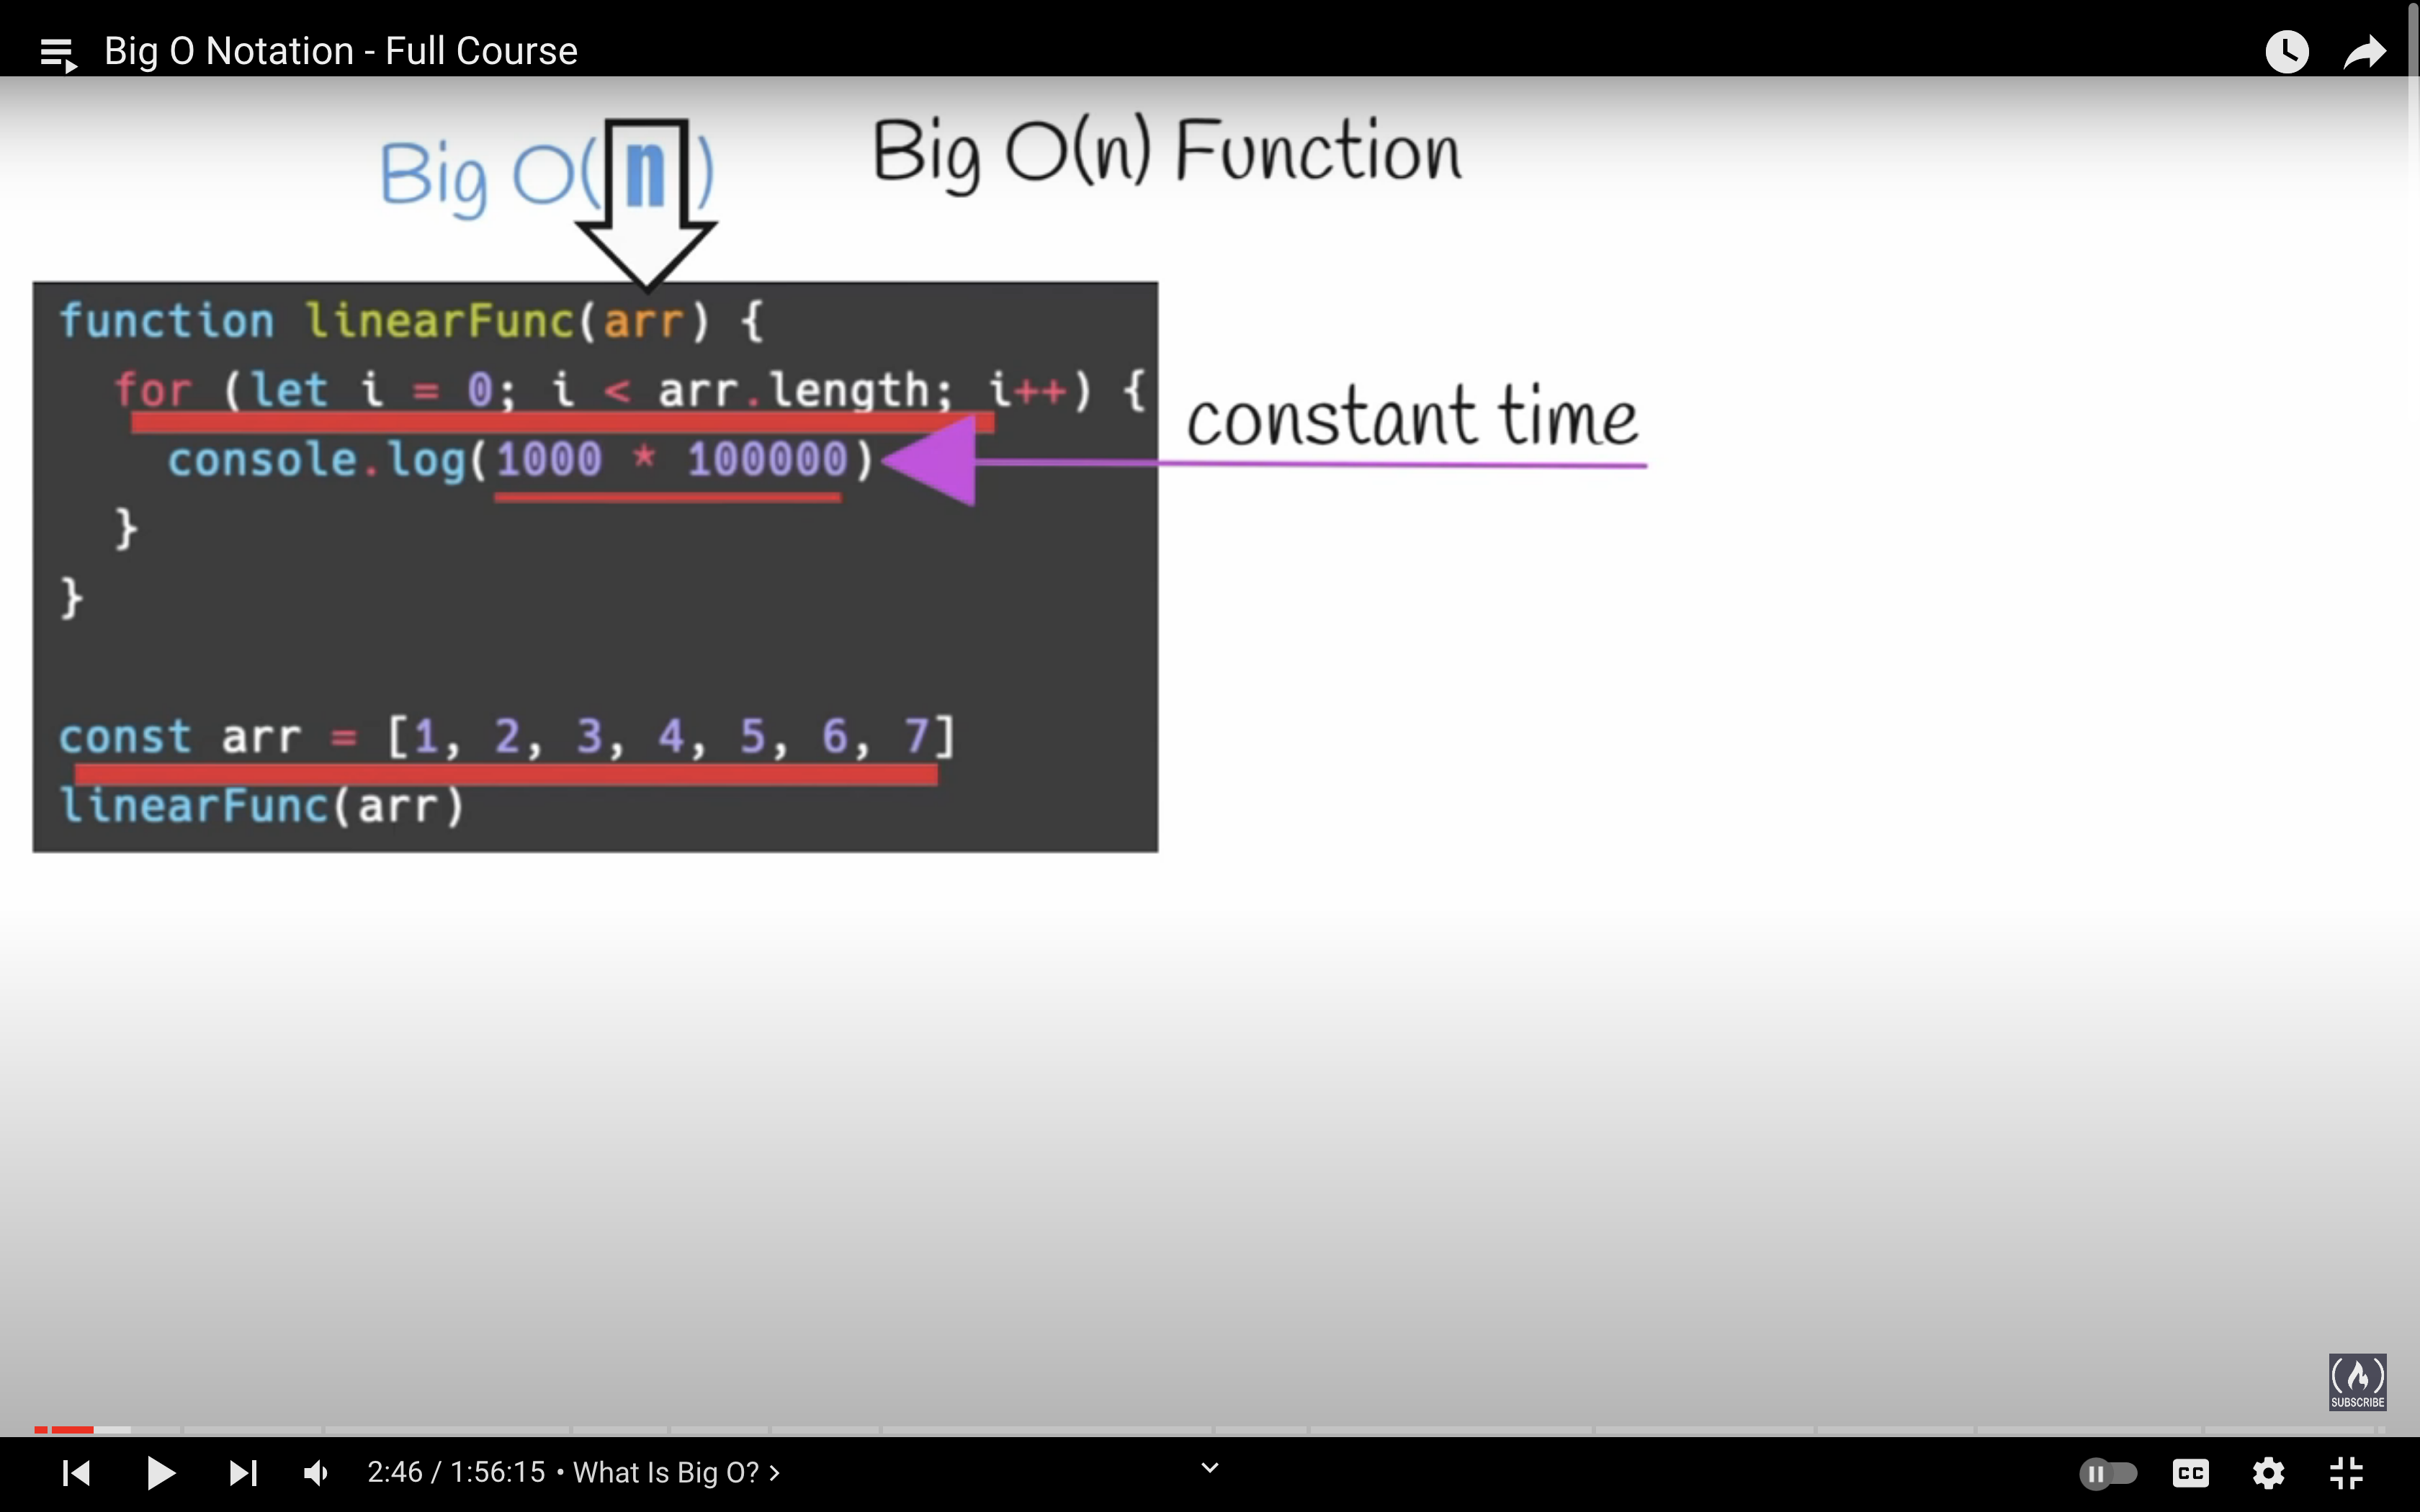 Big O Notation - Full Course
Big O(n)
Big O(n) Function
function linearFunc(arr) {
for (let i = 0; i < arr.length; i++) {
console.log(1000 * 100000)
}
}
constant time
const arr = [1, 2, 3, 4, 5, 6, 7]
linearFunc(arr)
SUBSCRIBE
2:46 / 1:56:15 • What Is Big O? >
CC